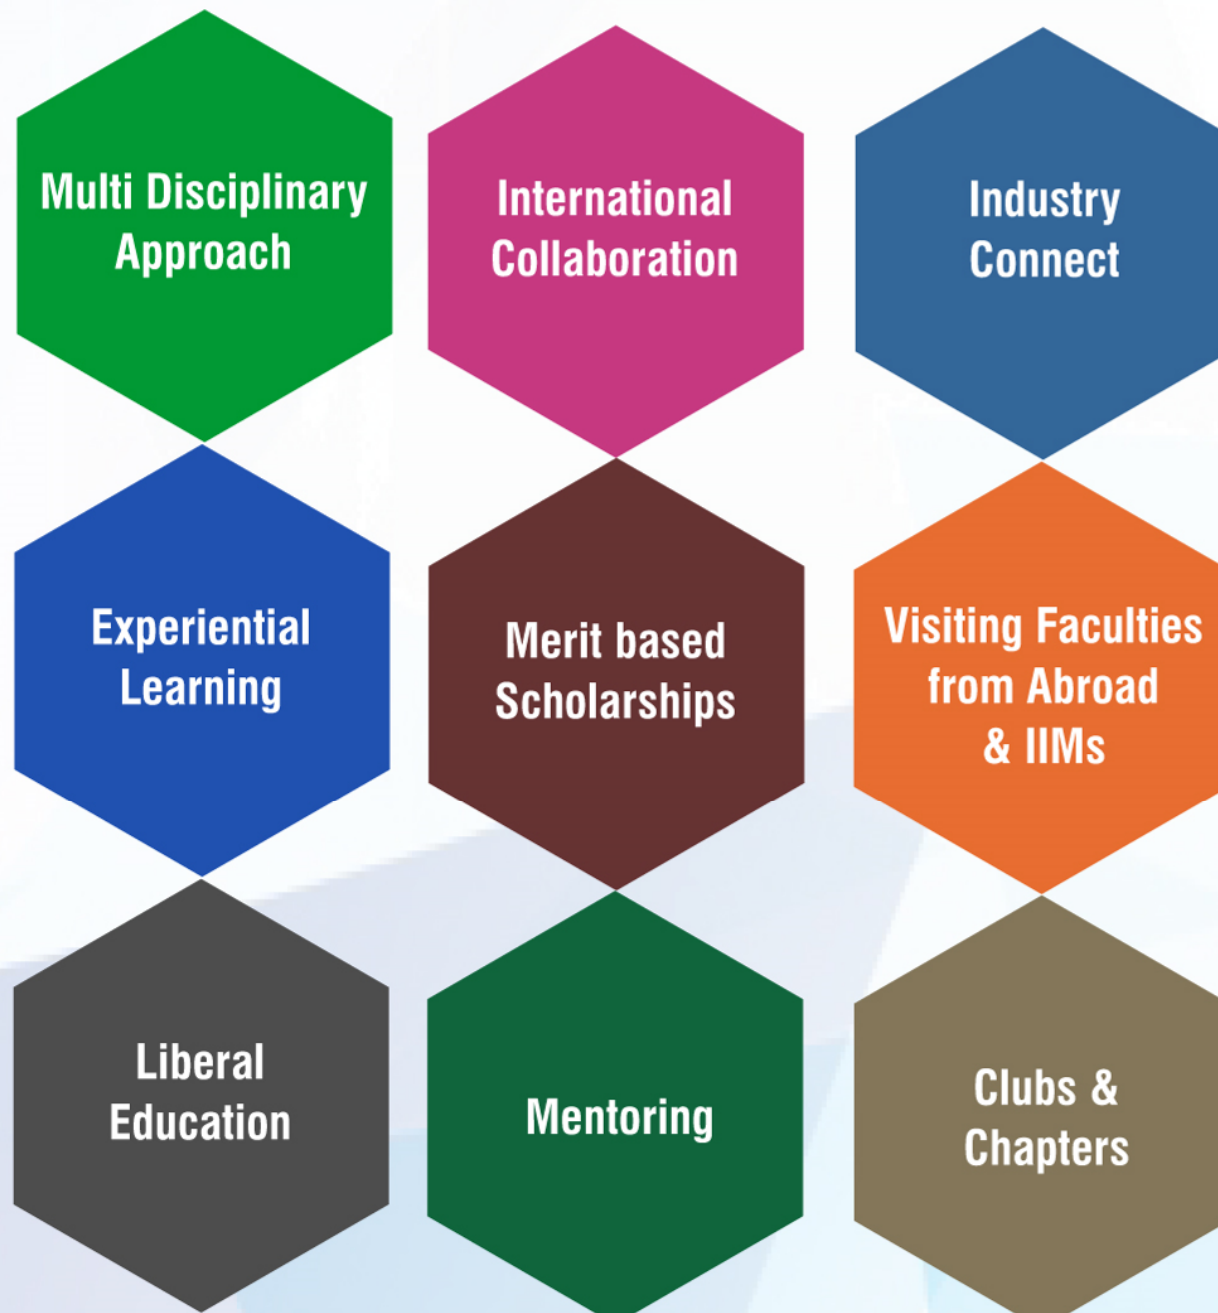 Multi Disciplinary
Approach
International
Collaboration
Industry
Connect
Experiential
Learning
Merit based
Scholarships
Visiting Faculties
from Abroad
& IIMs
Liberal
Education
Mentoring
Clubs &
Chapters